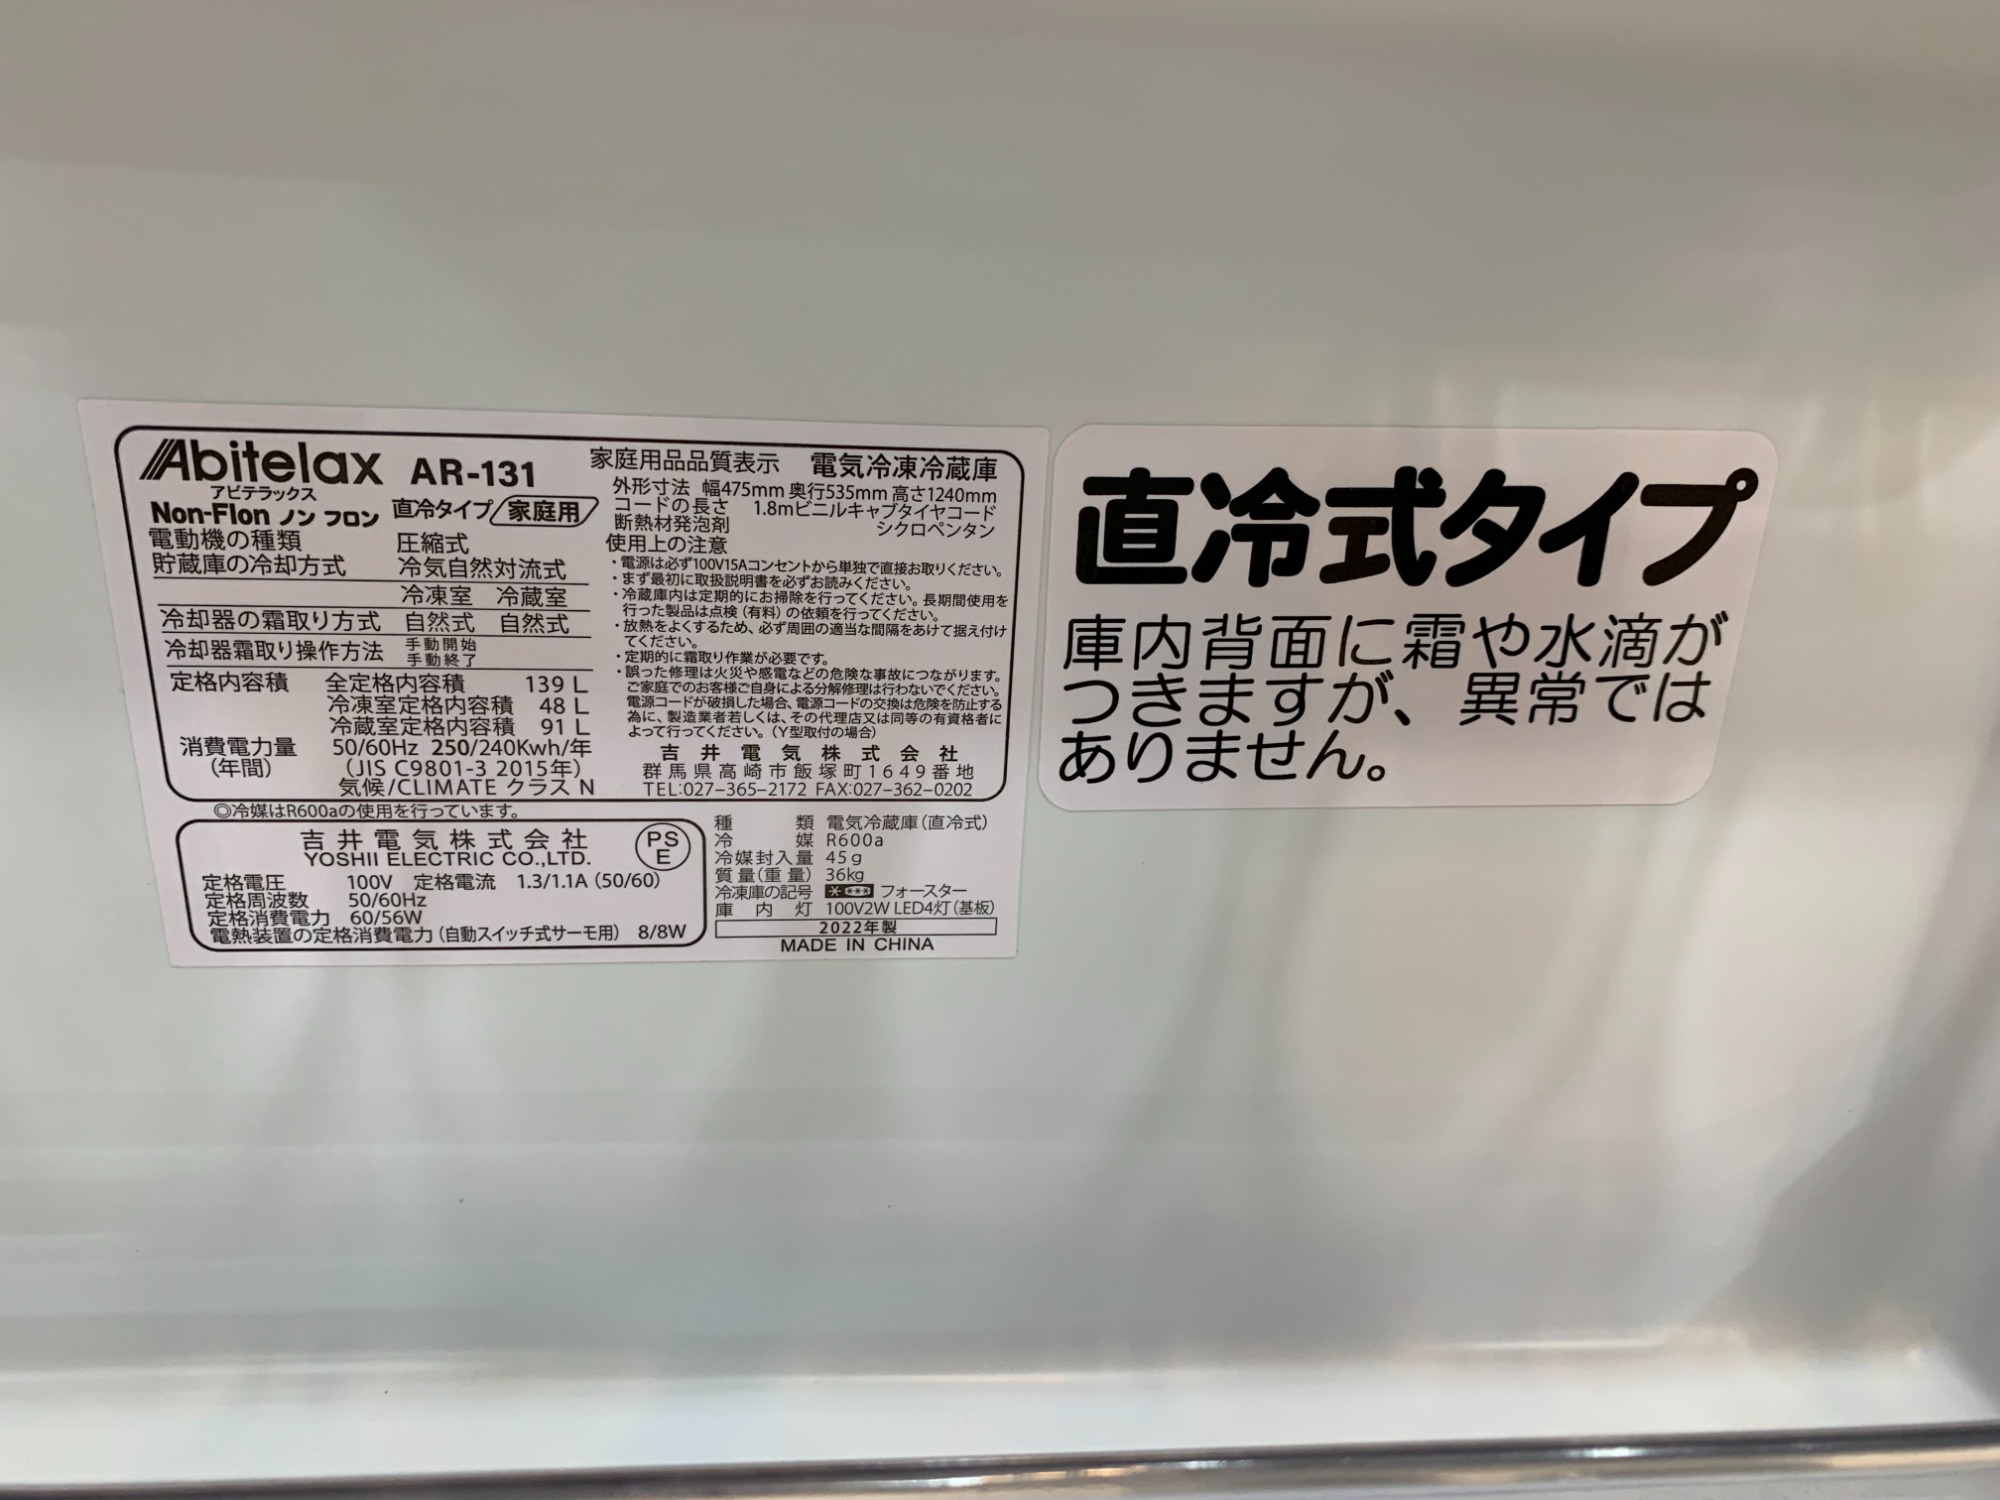 Abitelax AR-131
アビテラックス
Non-Flon ノン フロン 直冷タイプ 家庭用
電動機の種類 圧縮式
貯蔵庫の冷却方式 冷気自然対流式
冷凍室 冷蔵室
冷却器の霜取り方式 自然式 自然式
冷却器霜取り操作方法 手動開始
手動終了
定格内容積 全定格内容積 139 L
冷凍室定格内容積 48 L
冷蔵室定格内容積 91 L
消費電力量 50/60Hz 250/240Kwh/年
(年間) (JIS C9801-3 2015年)
気候/CLIMATE クラス N
家庭用品品質表示 電気冷凍冷蔵庫
外形寸法 幅475mm 奥行535mm 高さ1240mm
コードの長さ 1.8mビニルキャブタイヤコード
断熱材発泡剤 シクロペンタン
使用上の注意
・電源は必ず100V15Aコンセントから単独で直接お取りください。
・まず最初に取扱説明書を必ずお読みください。
・冷蔵庫内は定期的にお掃除を行ってください。長期間使用を
行った製品は点検(有料)の依頼を行ってください。
・放熱をよくするため、必ず周囲の適当な間隔をあけて据え付け
てください。
・定期的に霜取り作業が必要です。
・誤った修理は火災や感電などの危険な事故につながります。
ご家庭でのお客様ご自身による分解修理は行わないでください。
電源コードが破損した場合、電源コードの交換は危険を防止する
為に、製造業者若しくは、その代理店又は同等の有資格者に
よって行ってください。(Y型取付の場合)
吉井電気株式会社
群馬県高崎市飯塚町1649番地
TEL:027-365-2172 FAX:027-362-0202
◎冷媒はR600aの使用を行っています。
吉井電気株式会社
YOSHII ELECTRIC CO.,LTD.
PS
E
定格電圧 100V 定格電流 1.3/1.1A (50/60)
定格周波数 50/60Hz
定格消費電力 60/56W
電熱装置の定格消費電力(自動スイッチ式サーモ用) 8/8W
種類 電気冷蔵庫(直冷式)
冷媒 R600a
冷媒封入量 45g
質量(重量) 36kg
冷凍庫の記号 フォースター
庫内灯 100V2W LED4灯(基板)
2022年製
MADE IN CHINA
直冷式タイプ
庫内背面に霜や水滴が
つきますが、異常では
ありません。